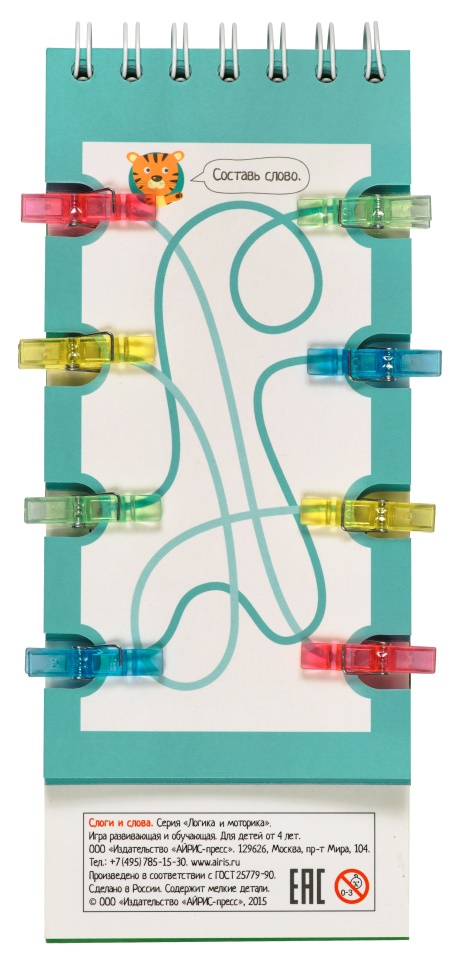 Составь слово.
Слоги и слова. Серия «Логика и моторика».
Игра развивающая и обучающая. Для детей от 4 лет.
ООО «Издательство «АЙРИС-пресс». 129626, Москва, пр-т Мира, 104.
Тел.: +7(495)785-15-30. www.airis.ru
Произведено в соответствии с ГОСТ 25779-90.
Сделано в России. Содержит мелкие детали.
© ООО «Издательство «АЙРИС-пресс», 2015
ЕАС
0-3